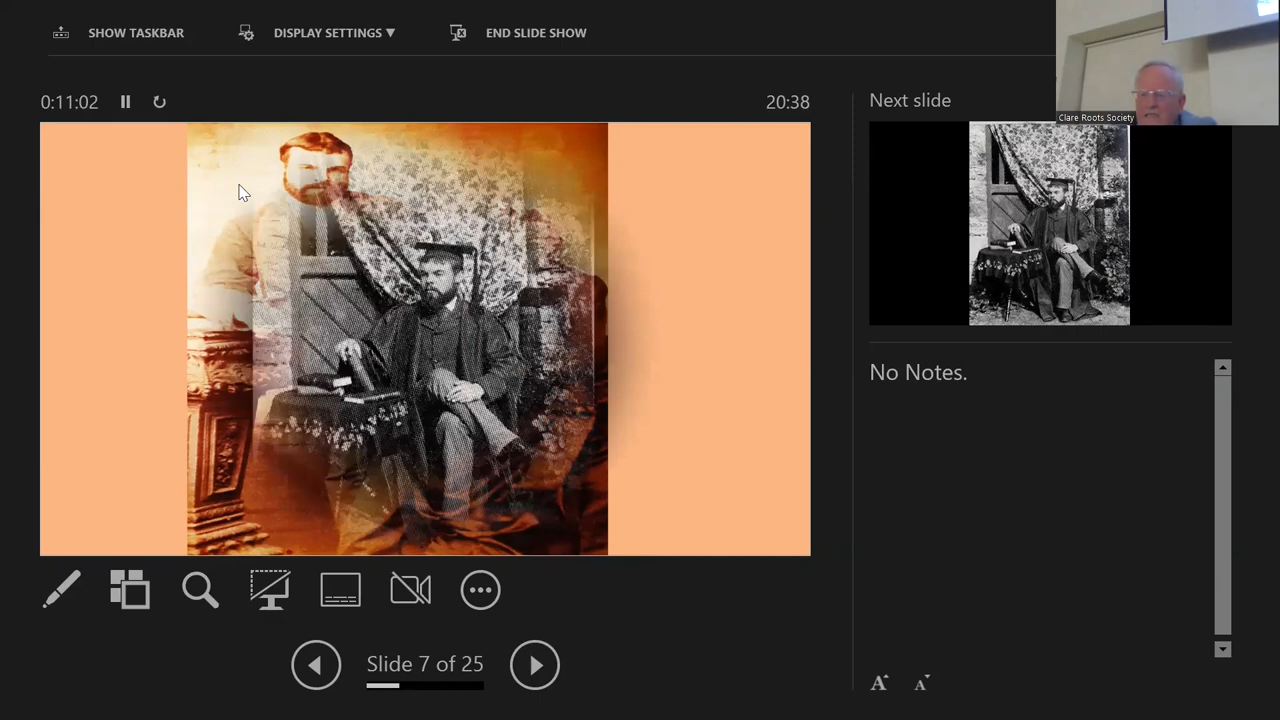 SHOW TASKBAR
DISPLAY SETTINGS ▼
END SLIDE SHOW
0:11:02
20:38
Next slide
Clare Roots Society
No Notes.
Slide 7 of 25
A A